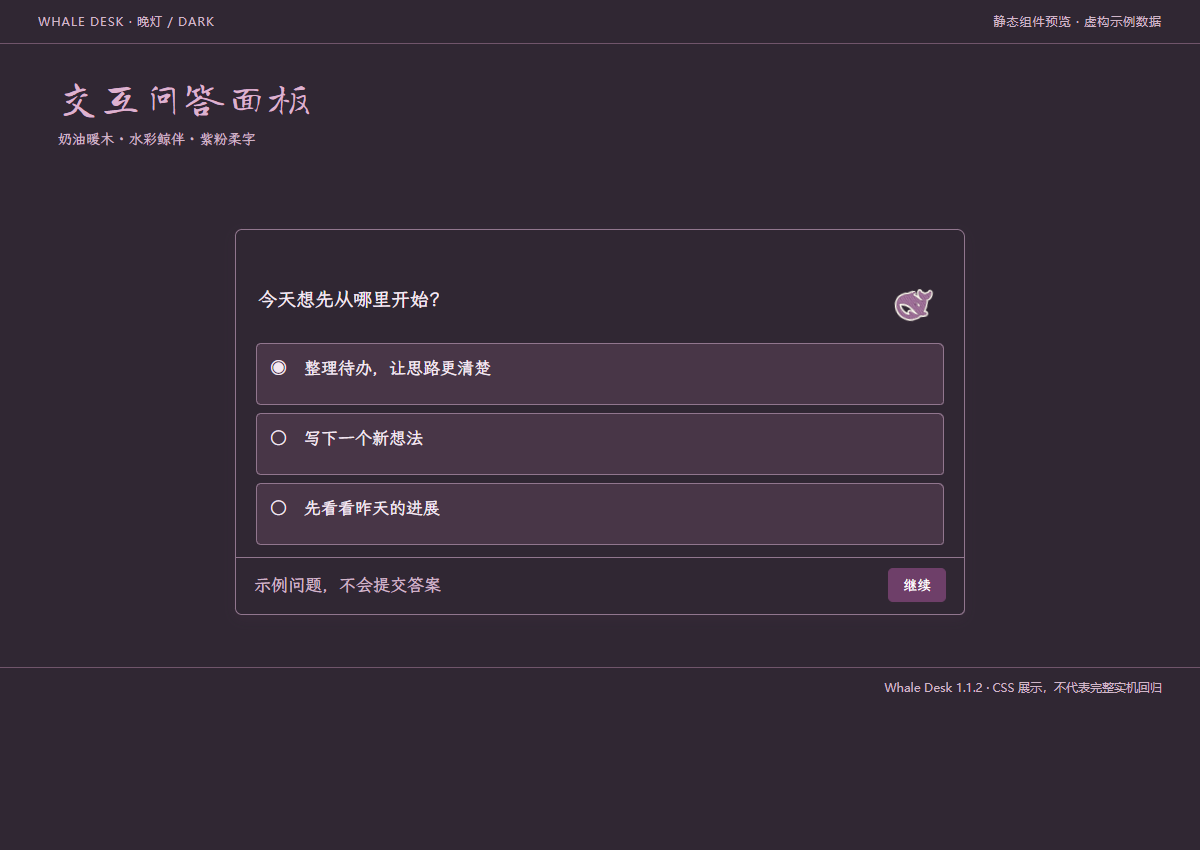 WHALE DESK · 晚灯 / DARK
静态组件预览 · 虚构示例数据
交互问答面板
奶油暖木 · 水彩鲸伴 · 紫粉柔字
今天想先从哪里开始？
整理待办，让思路更清楚
写下一个新想法
先看看昨天的进展
示例问题，不会提交答案
继续
Whale Desk 1.1.2 · CSS 展示，不代表完整实机回归